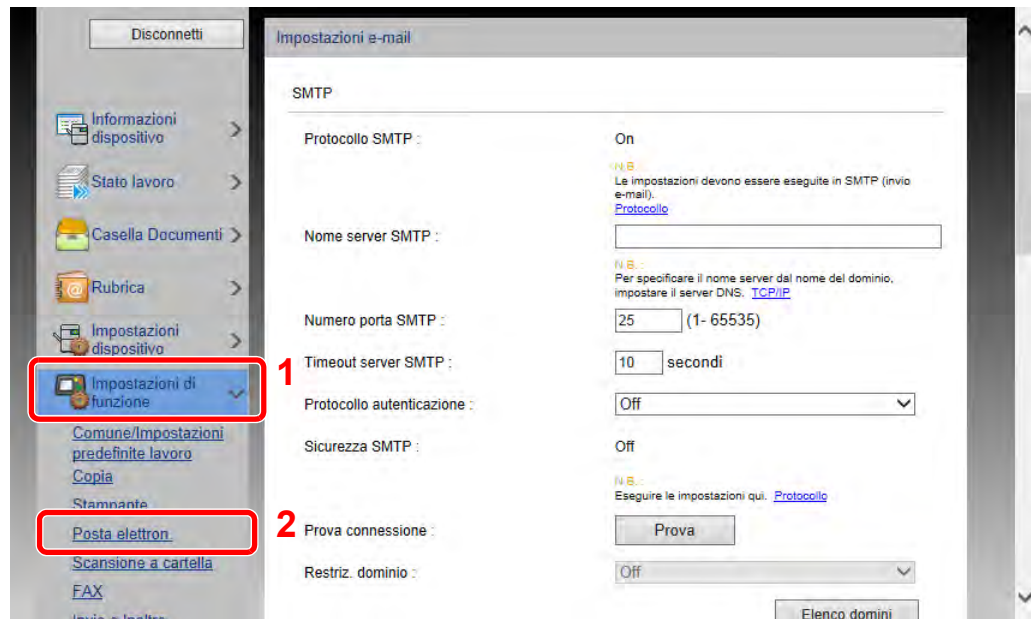 Disconnetti
Impostazioni e-mail
SMTP
Informazioni
dispositivo
Protocollo SMTP :
On
N.B. :
Le impostazioni devono essere eseguite in SMTP (invio
e-mail).
Protocollo
Stato lavoro
Casella Documenti
Nome server SMTP :
N.B. :
Per specificare il nome server dal nome del dominio,
impostare il server DNS. TCP/IP
Rubrica
Numero porta SMTP :
25 (1- 65535)
Impostazioni
dispositivo
Timeout server SMTP :
10 secondi
1
Impostazioni di
funzione
Protocollo autenticazione :
Off
Comune/Impostazioni
predefinite lavoro
Sicurezza SMTP :
Off
N.B. :
Eseguire le impostazioni qui. Protocollo
Copia
Stampante
2
Posta elettron.
Prova connessione :
Prova
Scansione a cartella
Restriz. dominio :
Off
FAX
Invio e Inoltro
Elenco domini